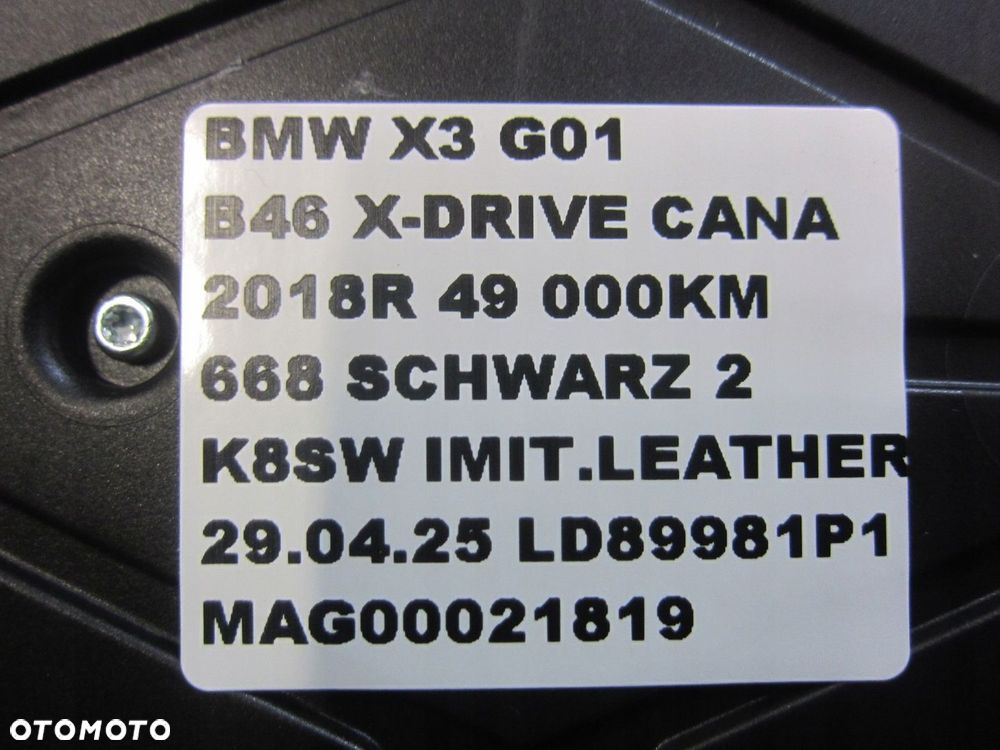 BMW X3 G01
B46 X-DRIVE CANA
2018R 49 000KM
668 SCHWARZ 2
K8SW IMIT.LEATHER
29.04.25 LD89981P1
MAG00021819
OTOMOTO